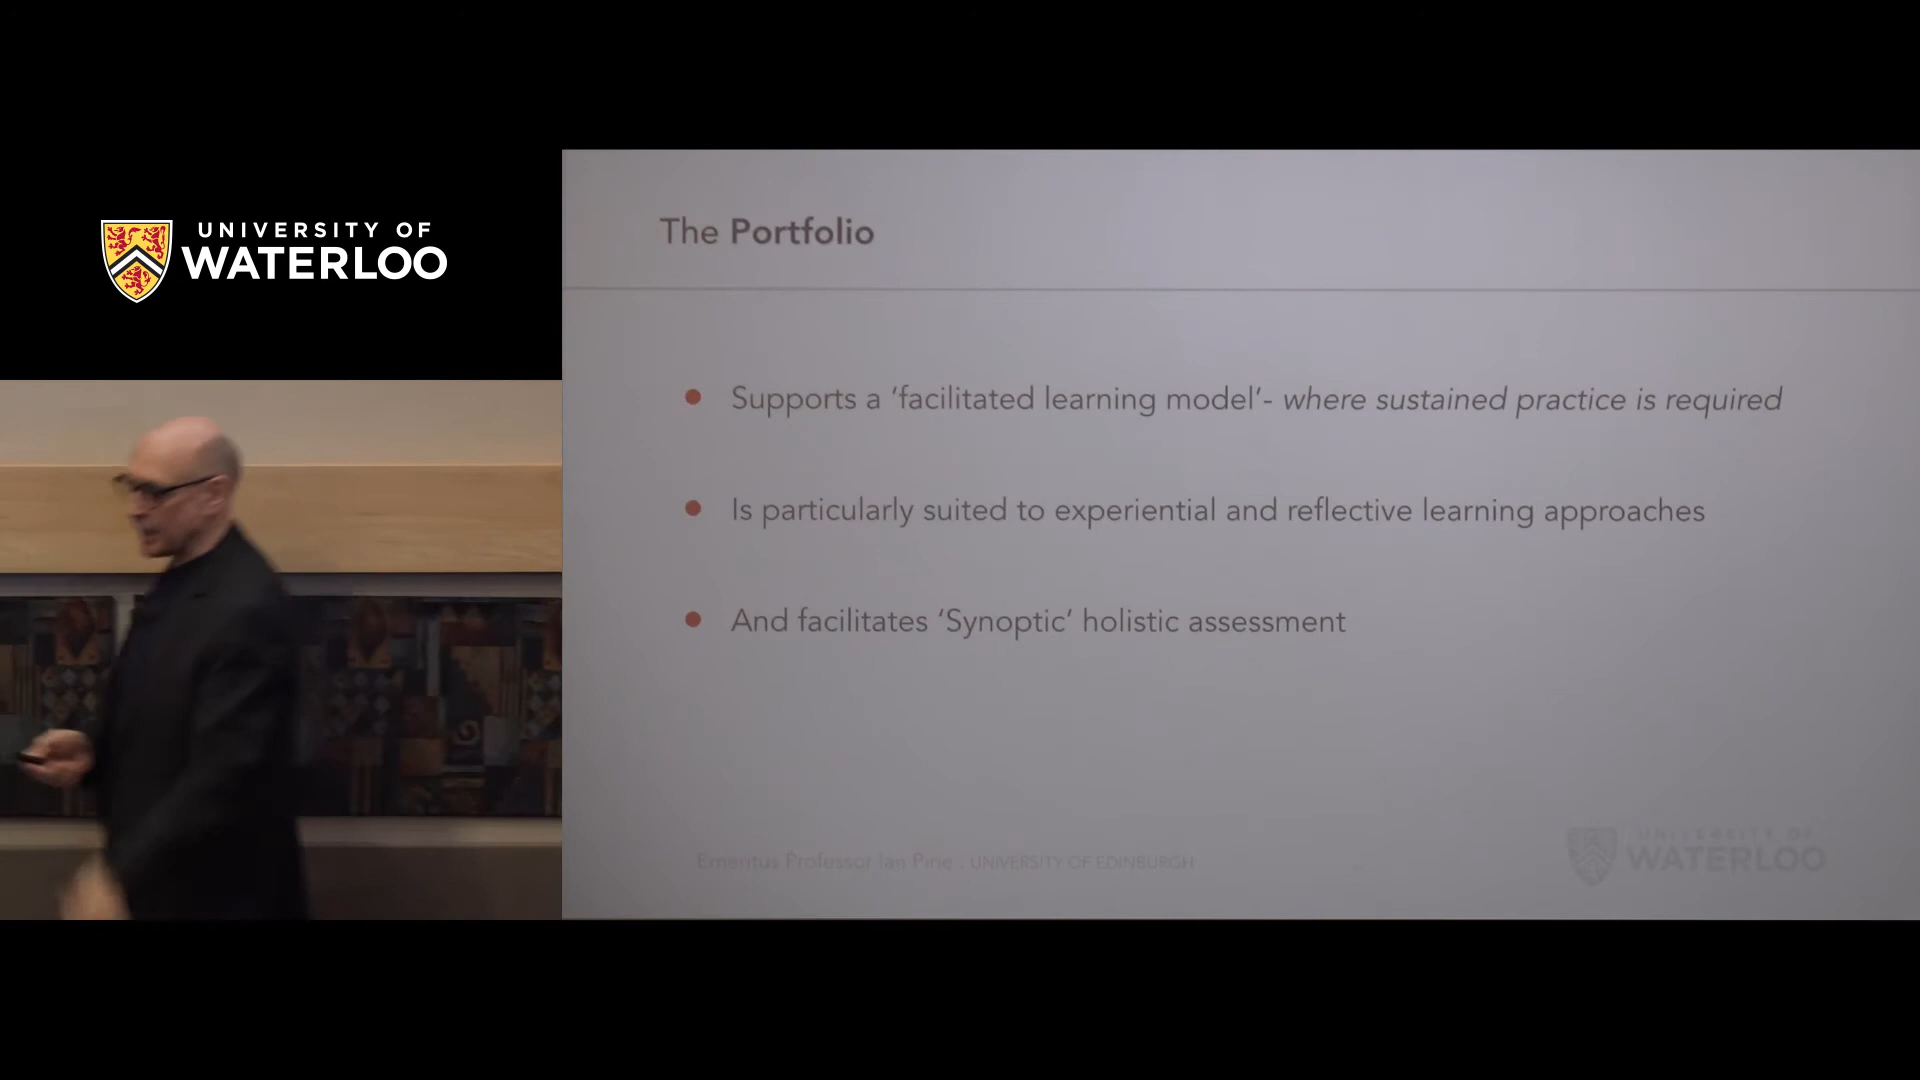 UNIVERSITY OF
WATERLOO
The Portfolio
Supports a ‘facilitated learning model’- where sustained practice is required
Is particularly suited to experiential and reflective learning approaches
And facilitates ‘Synoptic’ holistic assessment
Emeritus Professor Ian Pirie . UNIVERSITY OF EDINBURGH
UNIVERSITY OF
WATERLOO